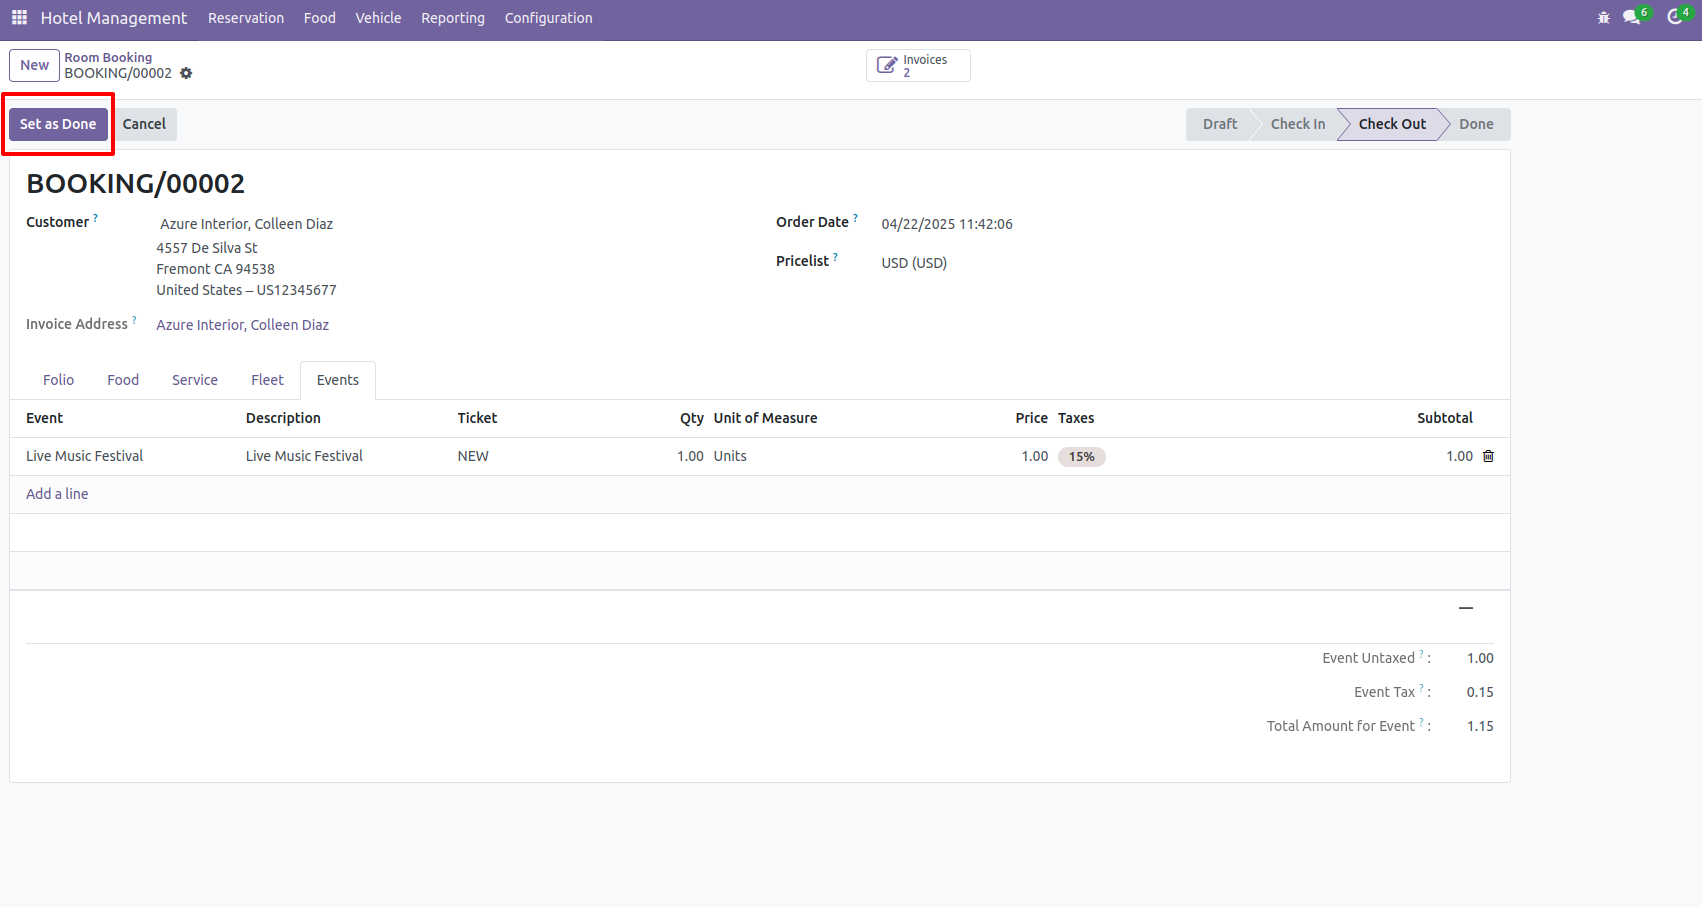 Hotel Management Reservation Food Vehicle Reporting Configuration 6 4
New Room Booking
BOOKING/00002
Invoices
2
Set as Done Cancel Draft Check In Check Out Done
BOOKING/00002
Customer ? Azure Interior, Colleen Diaz Order Date ? 04/22/2025 11:42:06
4557 De Silva St
Fremont CA 94538 Pricelist ? USD (USD)
United States – US12345677
Invoice Address ? Azure Interior, Colleen Diaz
Folio Food Service Fleet Events
Event Description Ticket Qty Unit of Measure Price Taxes Subtotal
Live Music Festival Live Music Festival NEW 1.00 Units 1.00 15% 1.00
Add a line
—
Event Untaxed ? : 1.00
Event Tax ? : 0.15
Total Amount for Event ? : 1.15